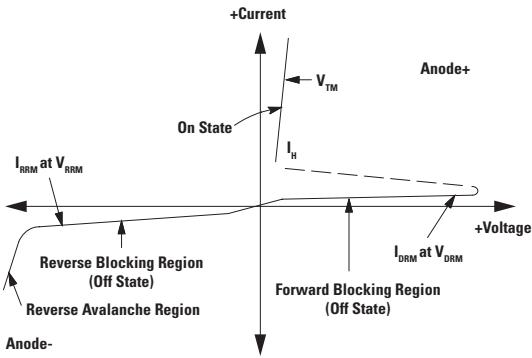 +Current
Anode+
V_TM
On State
I_H
I_RRM at V_RRM
+Voltage
I_DRM at V_DRM
Reverse Blocking Region
(Off State)
Forward Blocking Region
(Off State)
Reverse Avalanche Region
Anode-